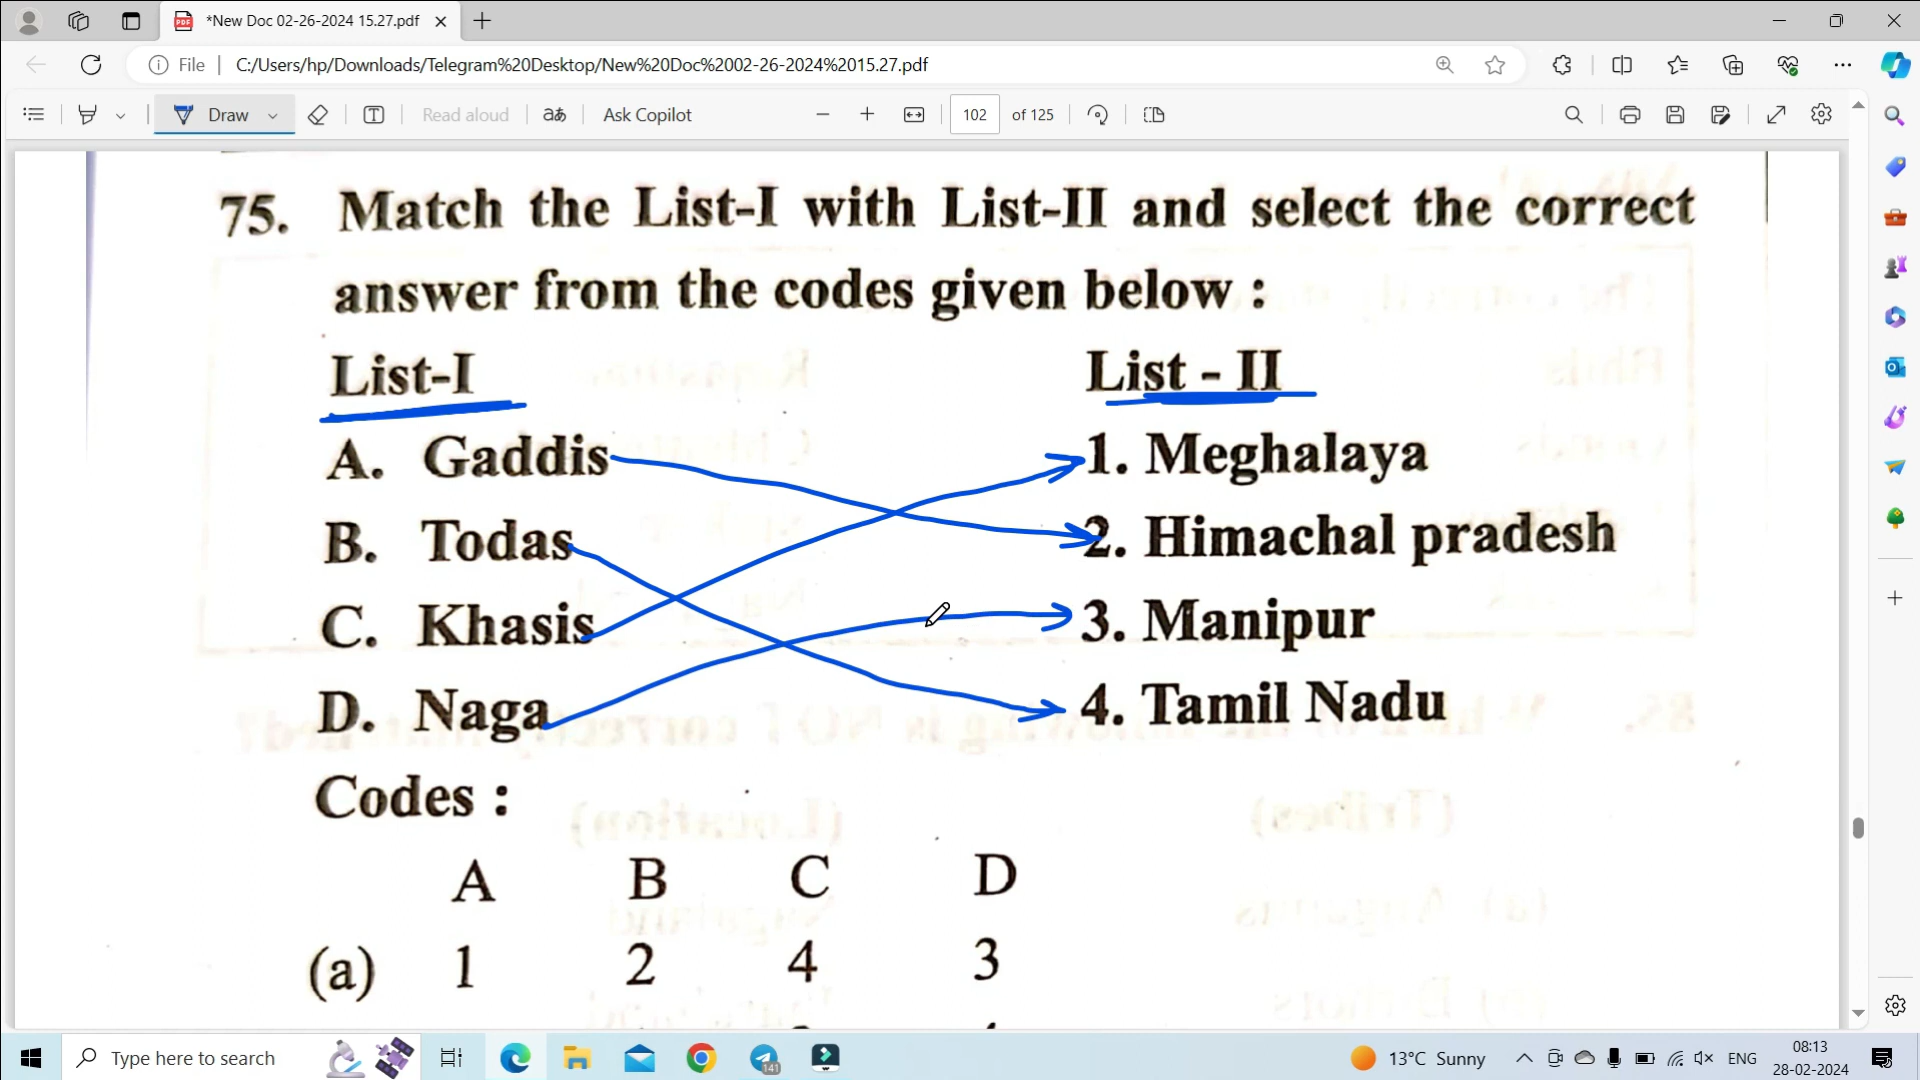 *New Doc 02-26-2024 15.27.pdf
File
C:/Users/hp/Downloads/Telegram%20Desktop/New%20Doc%2002-26-2024%2015.27.pdf
Draw
Read aloud
aあ
Ask Copilot
102 of 125
75. Match the List-I with List-II and select the correct
answer from the codes given below :
List-I List - II
A. Gaddis 1. Meghalaya
B. Todas 2. Himachal pradesh
C. Khasis 3. Manipur
D. Naga 4. Tamil Nadu
Codes :
A B C D
(a) 1 2 4 3
Type here to search
141
13°C Sunny
ENG
08:13
28-02-2024